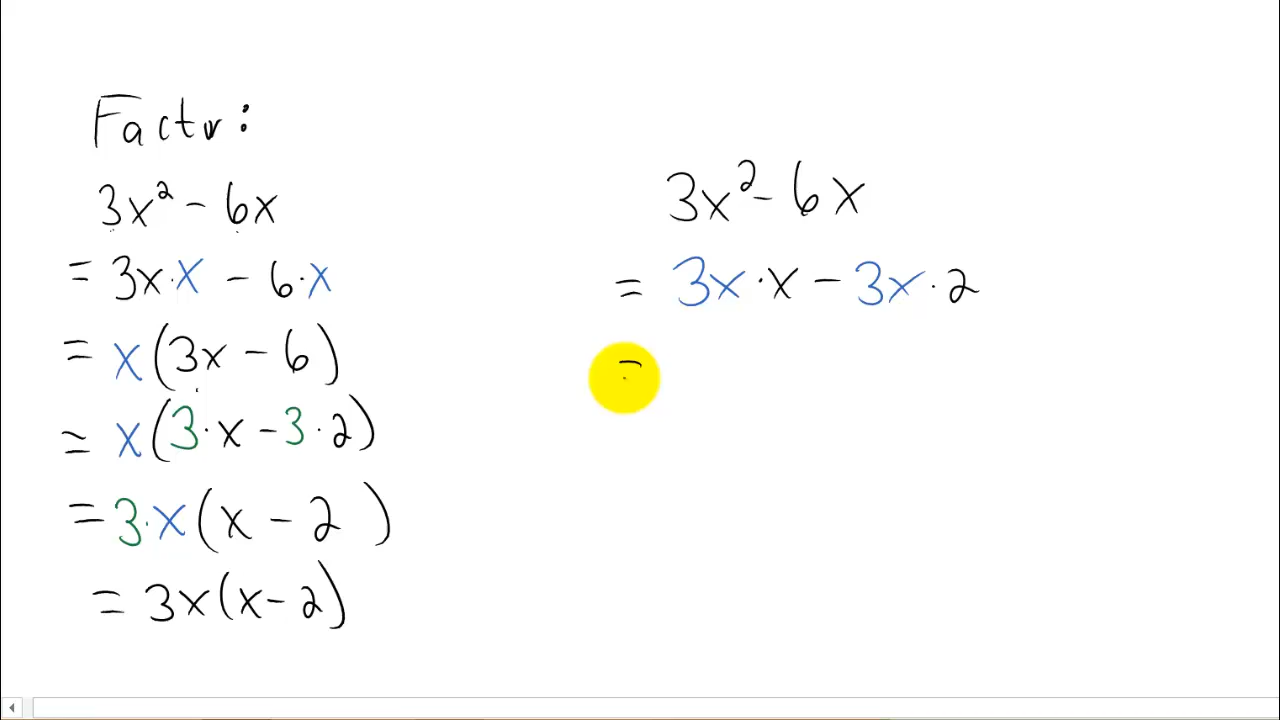 Factor:
3x² - 6x
= 3x·x - 6·x
= x(3x - 6)
= x(3·x - 3·2)
= 3·x(x - 2)
= 3x(x-2)
3x² - 6x
= 3x·x - 3x·2
=